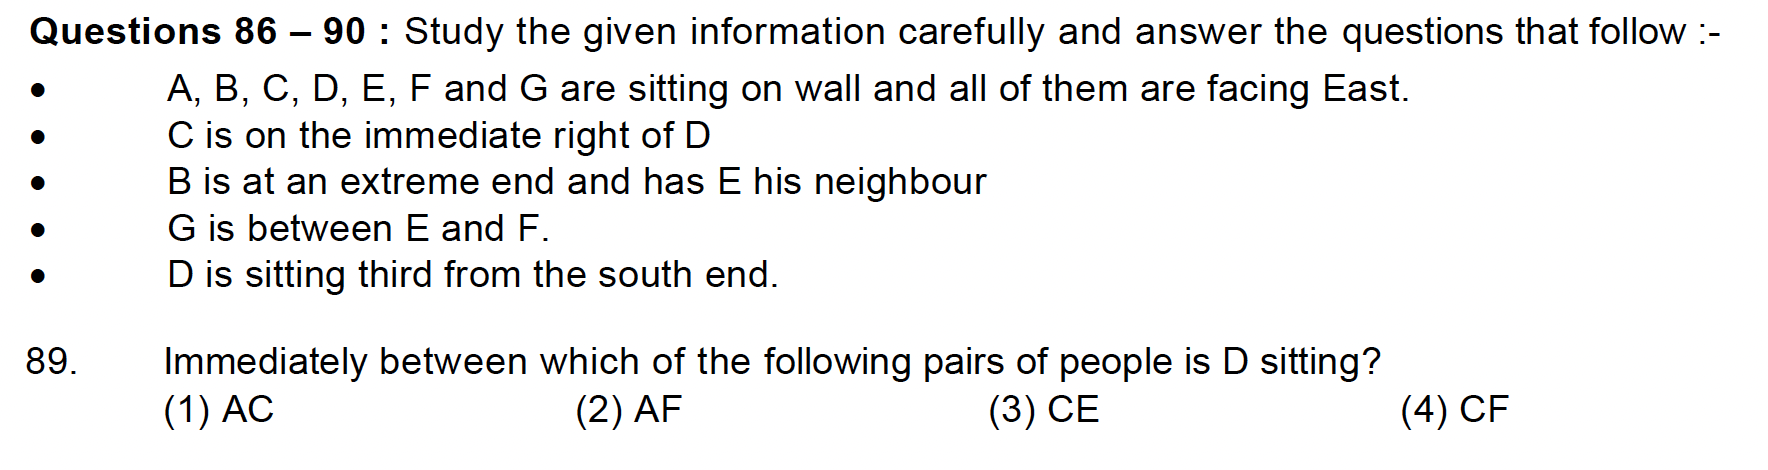 Questions 86 – 90 : Study the given information carefully and answer the questions that follow :-
• A, B, C, D, E, F and G are sitting on wall and all of them are facing East.
• C is on the immediate right of D
• B is at an extreme end and has E his neighbour
• G is between E and F.
• D is sitting third from the south end.
89. Immediately between which of the following pairs of people is D sitting?
(1) AC (2) AF (3) CE (4) CF